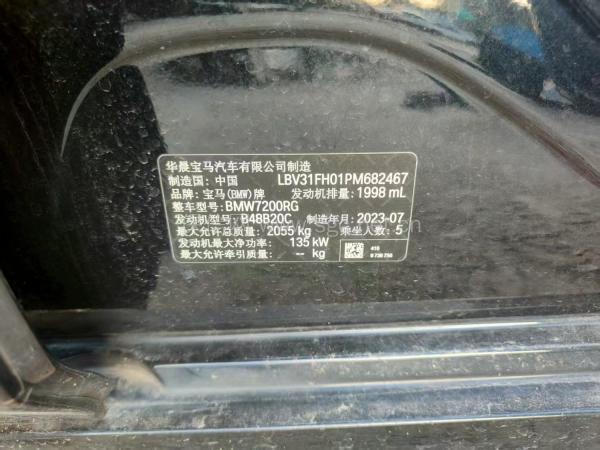 华晨宝马汽车有限公司制造
制造国: 中国 LBV31FH01PM682467
品牌: 宝马(BMW)牌 发动机排量: 1998 mL
整车型号: BMW7200RG
发动机型号: B48B20C 制造年月: 2023-07
最大允许总质量: 2055 kg 乘坐人数: 5
发动机最大净功率: 135 kW
最大允许牵引质量: -- kg
410